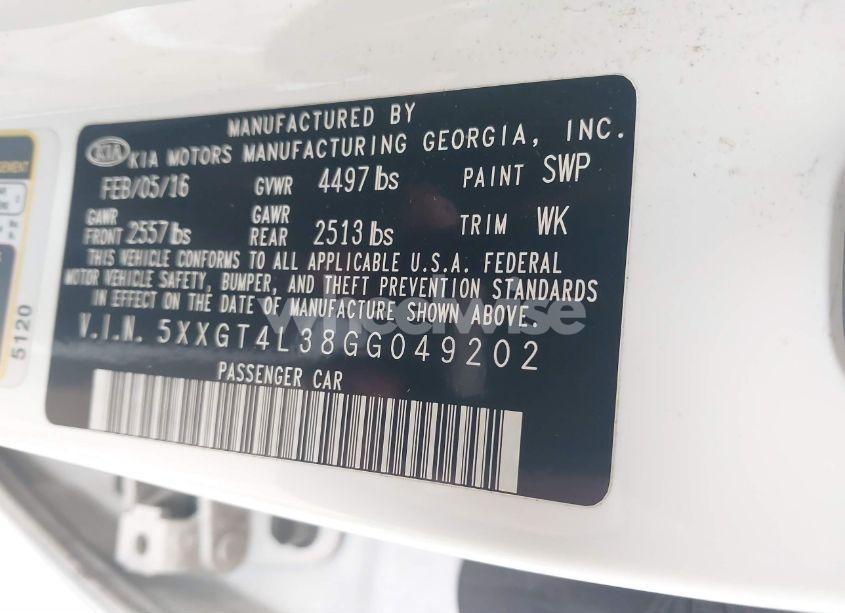 MANUFACTURED BY
KIA KIA MOTORS MANUFACTURING GEORGIA, INC.
FEB/05/16 GVWR 4497 lbs PAINT SWP
GAWR FRONT 2557 lbs GAWR REAR 2513 lbs TRIM WK
THIS VEHICLE CONFORMS TO ALL APPLICABLE U.S.A. FEDERAL
MOTOR VEHICLE SAFETY, BUMPER, AND THEFT PREVENTION STANDARDS
IN EFFECT ON THE DATE OF MANUFACTURE SHOWN ABOVE.
V.I.N. 5XXGT4L38GG049202
PASSENGER CAR
5120
wheelwise